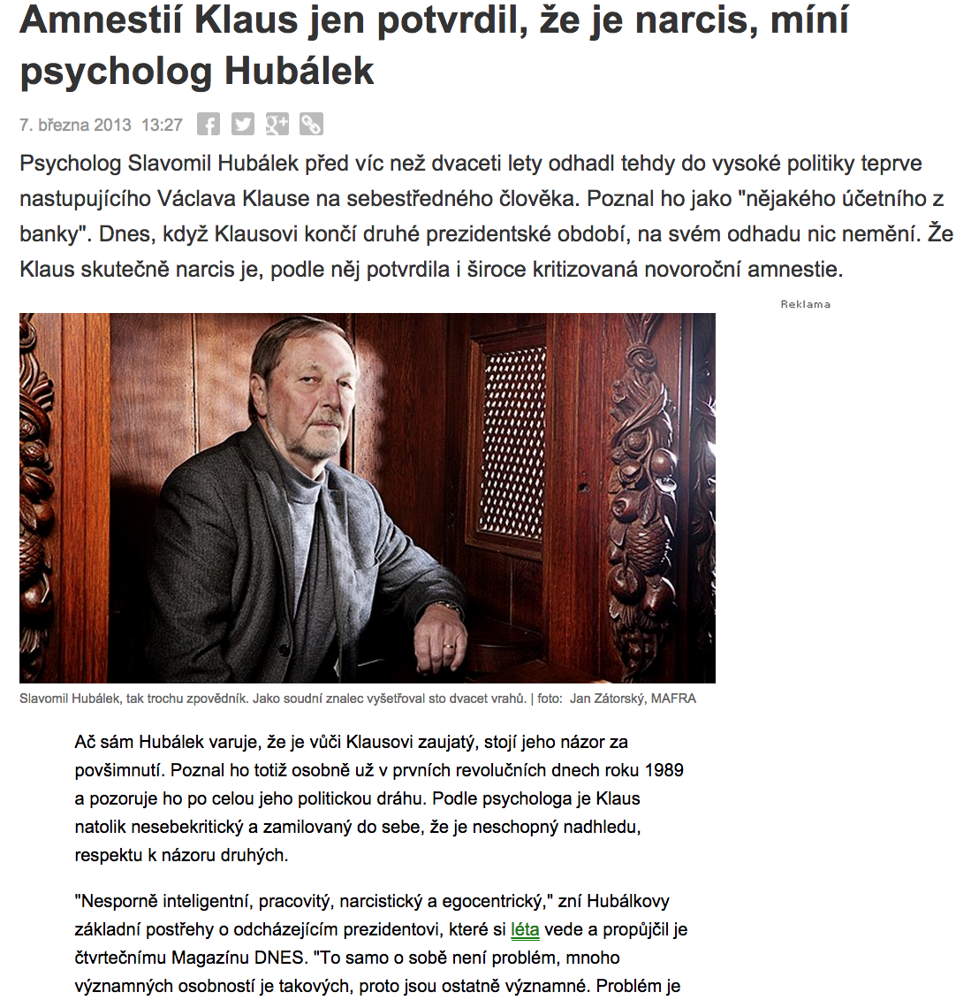 Amnestií Klaus jen potvrdil, že je narcis, míní
psycholog Hubálek
7. března 2013 13:27
Psycholog Slavomil Hubálek před víc než dvaceti lety odhadl tehdy do vysoké politiky teprve
nastupujícího Václava Klause na sebestředného člověka. Poznal ho jako "nějakého účetního z
banky". Dnes, když Klausovi končí druhé prezidentské období, na svém odhadu nic nemění. Že
Klaus skutečně narcis je, podle něj potvrdila i široce kritizovaná novoroční amnestie.
Reklama
Slavomil Hubálek, tak trochu zpovědník. Jako soudní znalec vyšetřoval sto dvacet vrahů. | foto: Jan Zátorský, MAFRA
Ač sám Hubálek varuje, že je vůči Klausovi zaujatý, stojí jeho názor za
povšimnutí. Poznal ho totiž osobně už v prvních revolučních dnech roku 1989
a pozoruje ho po celou jeho politickou dráhu. Podle psychologa je Klaus
natolik nesebekritický a zamilovaný do sebe, že je neschopný nadhledu,
respektu k názoru druhých.
"Nesporně inteligentní, pracovitý, narcistický a egocentrický," zní Hubálkovy
základní postřehy o odcházejícím prezidentovi, které si léta vede a propůjčil je
čtvrtečnímu Magazínu DNES. "To samo o sobě není problém, mnoho
významných osobností je takových, proto jsou ostatně významné. Problém je